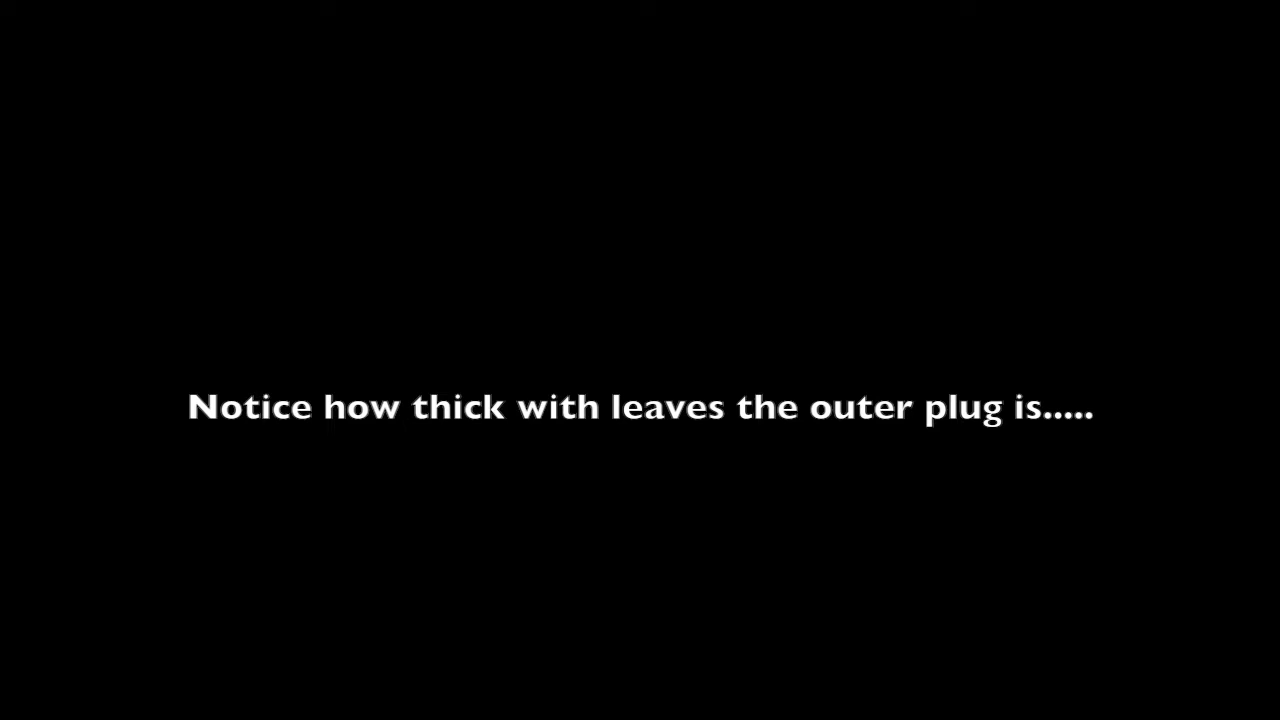 Notice how thick with leaves the outer plug is.....